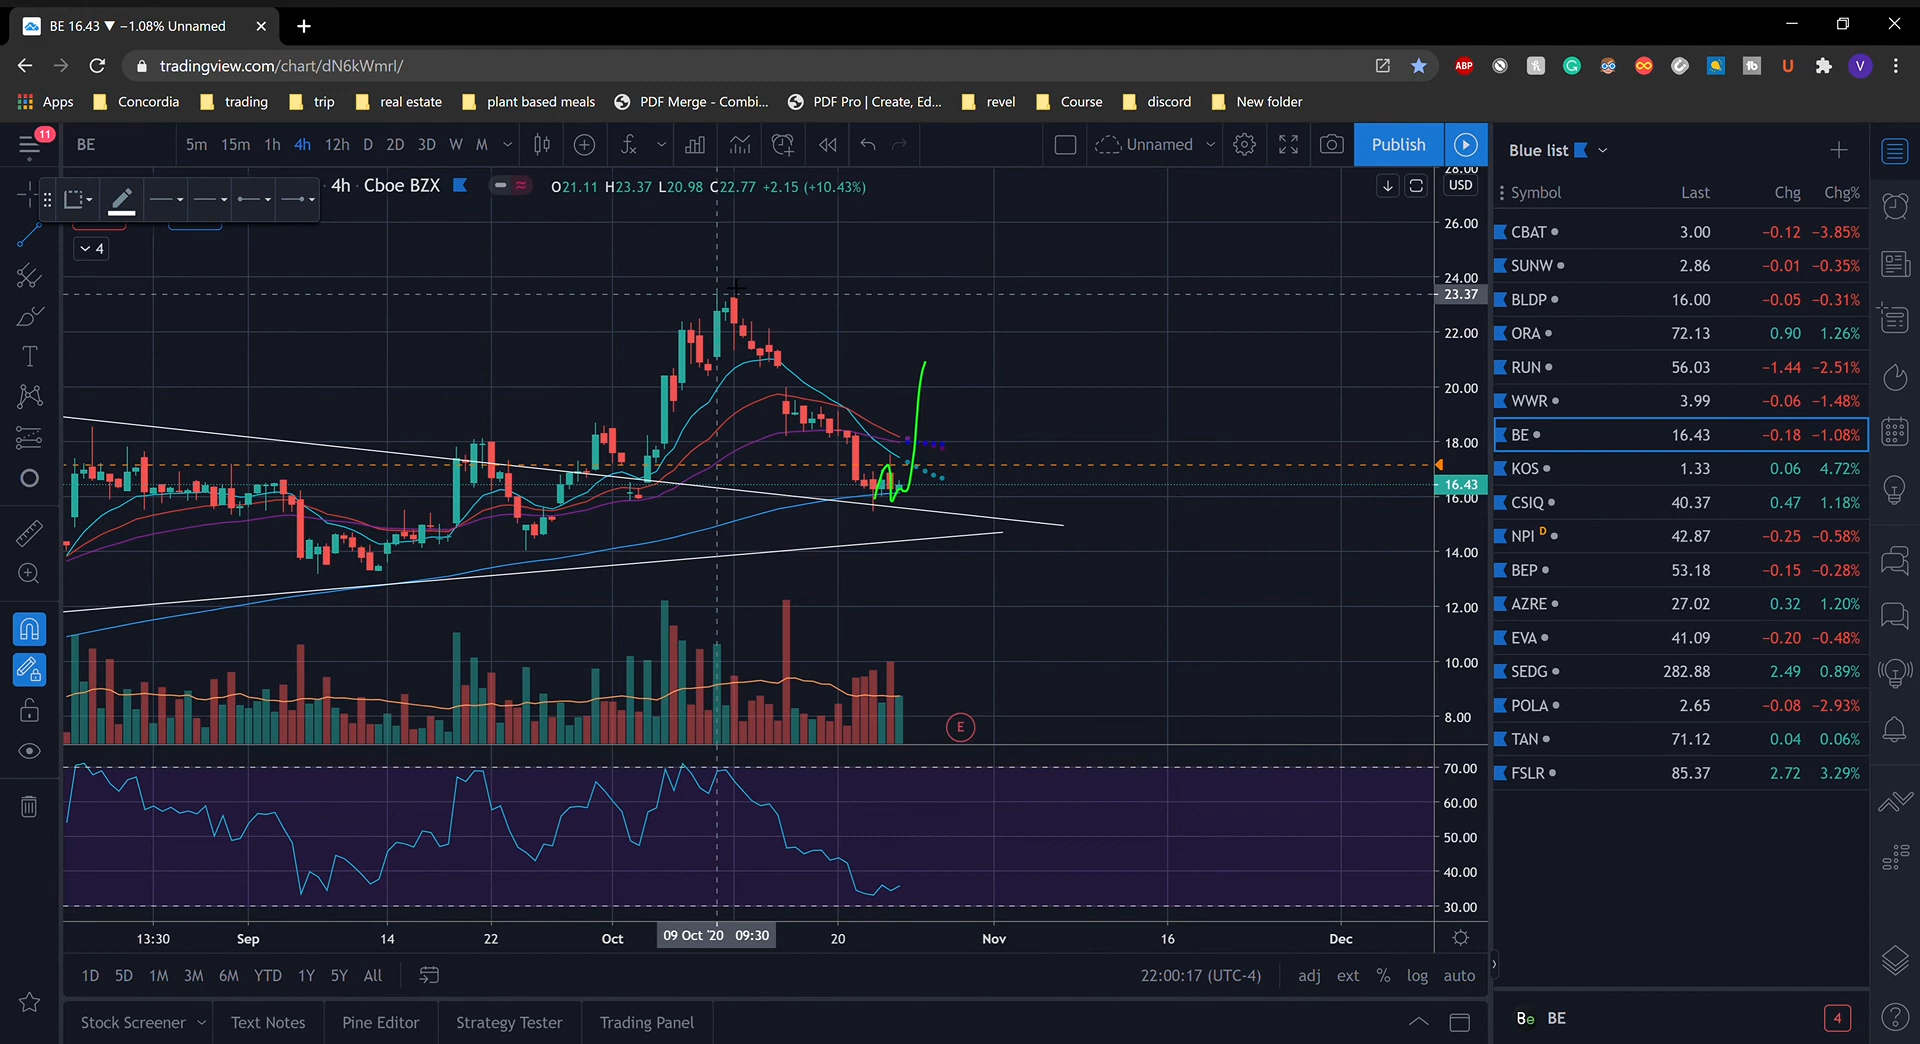 BE 16.43 ▼ −1.08% Unnamed
tradingview.com/chart/dN6kWmrl/
ABP
V
Apps Concordia trading trip real estate plant based meals PDF Merge - Combi... PDF Pro | Create, Ed... revel Course discord New folder
11
BE 5m 15m 1h 4h 12h D 2D 3D W M Unnamed Publish
4h Cboe BZX O21.11 H23.37 L20.98 C22.77 +2.15 (+10.43%)
4
28.00
USD
26.00
24.00
23.37
22.00
20.00
18.00
16.43
16.00
14.00
12.00
10.00
8.00
E
70.00
60.00
50.00
40.00
30.00
13:30 Sep 14 22 Oct 09 Oct '20 09:30 20 Nov 16 Dec
1D 5D 1M 3M 6M YTD 1Y 5Y All 22:00:17 (UTC-4) adj ext % log auto
Stock Screener Text Notes Pine Editor Strategy Tester Trading Panel
Blue list
Symbol Last Chg Chg%
CBAT 3.00 −0.12 −3.85%
SUNW 2.86 −0.01 −0.35%
BLDP 16.00 −0.05 −0.31%
ORA 72.13 0.90 1.26%
RUN 56.03 −1.44 −2.51%
WWR 3.99 −0.06 −1.48%
BE 16.43 −0.18 −1.08%
KOS 1.33 0.06 4.72%
CSIQ 40.37 0.47 1.18%
NPI D 42.87 −0.25 −0.58%
BEP 53.18 −0.15 −0.28%
AZRE 27.02 0.32 1.20%
EVA 41.09 −0.20 −0.48%
SEDG 282.88 2.49 0.89%
POLA 2.65 −0.08 −2.93%
TAN 71.12 0.04 0.06%
FSLR 85.37 2.72 3.29%
Be BE 4